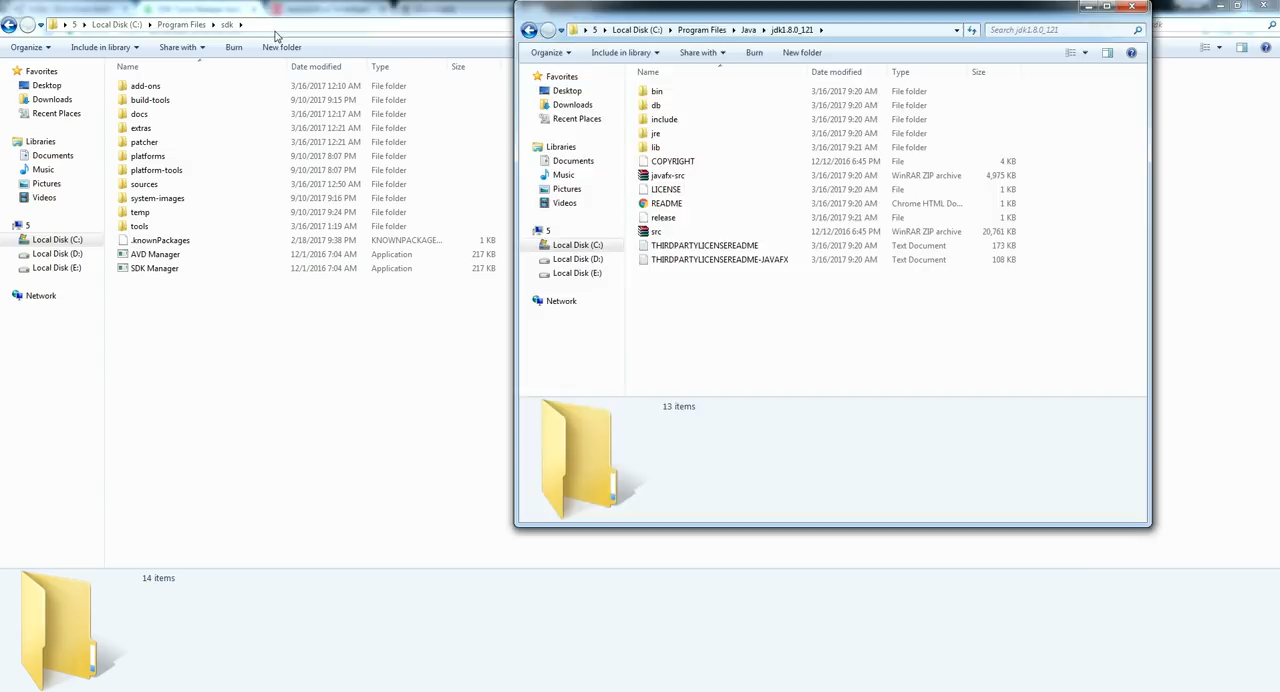 5 Local Disk (C:) Program Files sdk
Organize Include in library Share with Burn New folder
Name Date modified Type Size
Favorites
Desktop
Downloads
Recent Places
Libraries
Documents
Music
Pictures
Videos
5
Local Disk (C:)
Local Disk (D:)
Local Disk (E:)
Network
add-ons 3/16/2017 12:10 AM File folder
build-tools 9/10/2017 9:15 PM File folder
docs 3/16/2017 12:17 AM File folder
extras 3/16/2017 12:21 AM File folder
patcher 3/16/2017 12:21 AM File folder
platforms 9/10/2017 8:07 PM File folder
platform-tools 9/10/2017 8:07 PM File folder
sources 3/16/2017 12:50 AM File folder
system-images 9/10/2017 9:16 PM File folder
temp 9/10/2017 9:24 PM File folder
tools 3/16/2017 1:19 AM File folder
.knownPackages 2/18/2017 9:38 PM KNOWNPACKAGE... 1 KB
AVD Manager 12/1/2016 7:04 AM Application 217 KB
SDK Manager 12/1/2016 7:04 AM Application 217 KB
14 items
5 Local Disk (C:) Program Files Java jdk1.8.0_121
Search jdk1.8.0_121
Organize Include in library Share with Burn New folder
Name Date modified Type Size
Favorites
Desktop
Downloads
Recent Places
Libraries
Documents
Music
Pictures
Videos
5
Local Disk (C:)
Local Disk (D:)
Local Disk (E:)
Network
bin 3/16/2017 9:20 AM File folder
db 3/16/2017 9:20 AM File folder
include 3/16/2017 9:20 AM File folder
jre 3/16/2017 9:20 AM File folder
lib 3/16/2017 9:21 AM File folder
COPYRIGHT 12/12/2016 6:45 PM File 4 KB
javafx-src 3/16/2017 9:20 AM WinRAR ZIP archive 4,975 KB
LICENSE 3/16/2017 9:20 AM File 1 KB
README 3/16/2017 9:20 AM Chrome HTML Do... 1 KB
release 3/16/2017 9:21 AM File 1 KB
src 12/12/2016 6:45 PM WinRAR ZIP archive 20,761 KB
THIRDPARTYLICENSEREADME 3/16/2017 9:20 AM Text Document 173 KB
THIRDPARTYLICENSEREADME-JAVAFX 3/16/2017 9:20 AM Text Document 108 KB
13 items
sdk